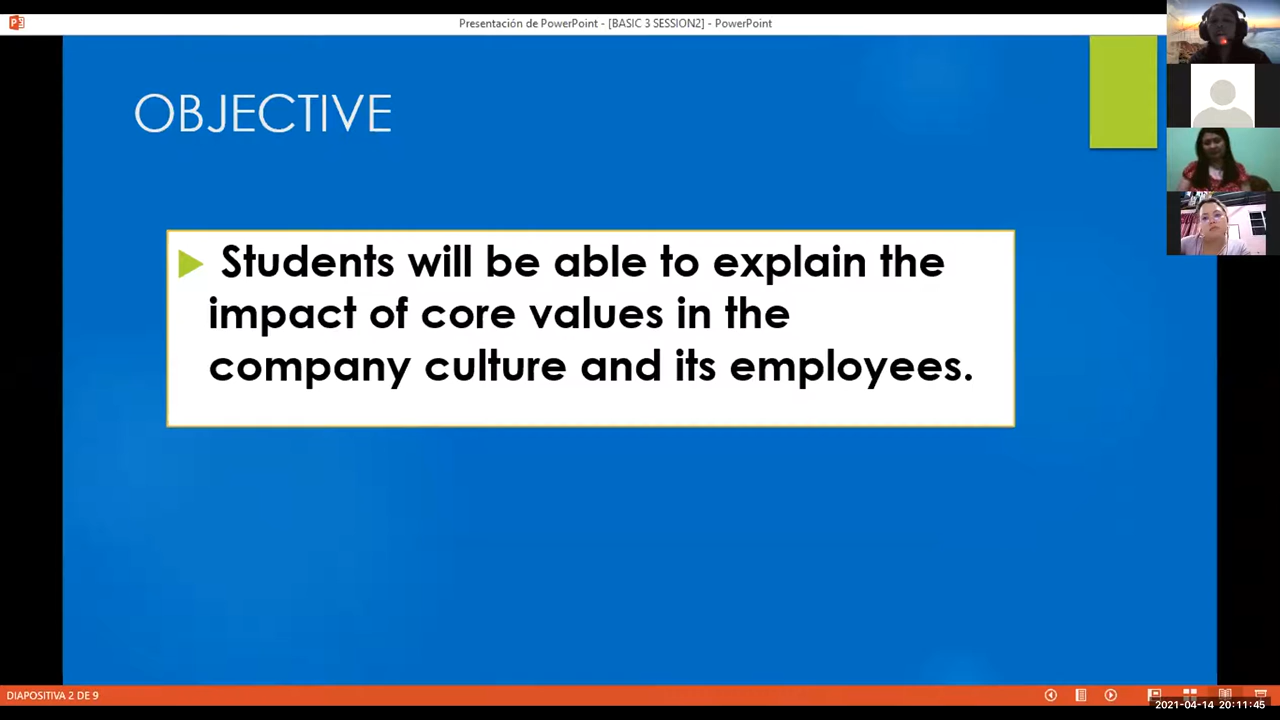 Presentación de PowerPoint - [BASIC 3 SESSION2] - PowerPoint
OBJECTIVE
Students will be able to explain the
impact of core values in the
company culture and its employees.
DIAPOSITIVA 2 DE 9
2021-04-14 20:11:45